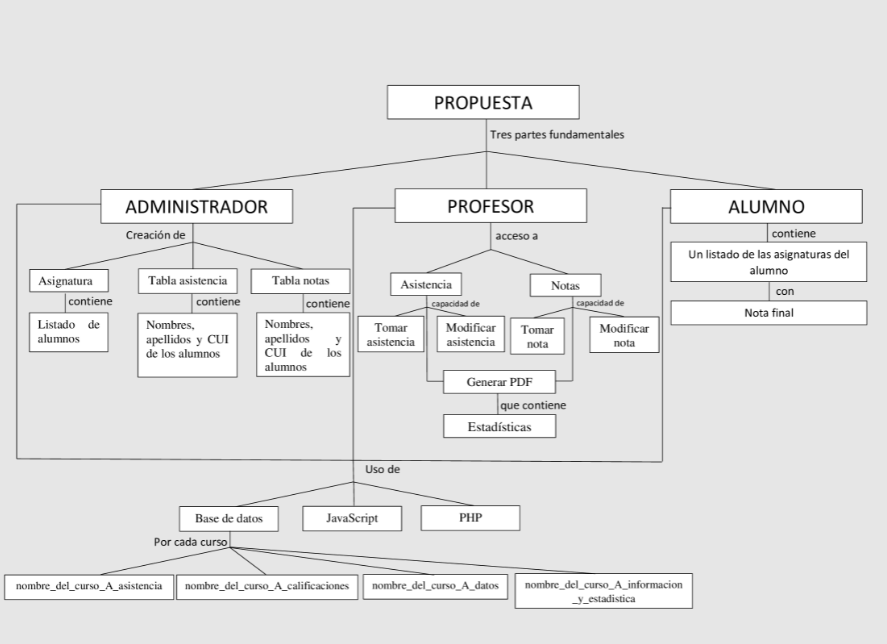 PROPUESTA
Tres partes fundamentales
ADMINISTRADOR
PROFESOR
ALUMNO
Creación de
acceso a
contiene
Asignatura
Tabla asistencia
Tabla notas
contiene
contiene
contiene
Listado de
alumnos
Nombres,
apellidos y CUI
de los alumnos
Nombres,
apellidos y
CUI de los
alumnos
Asistencia
Notas
capacidad de
capacidad de
Tomar
asistencia
Modificar
asistencia
Tomar
nota
Modificar
nota
Generar PDF
que contiene
Estadísticas
Un listado de las asignaturas del
alumno
con
Nota final
Uso de
Base de datos
JavaScript
PHP
Por cada curso
nombre_del_curso_A_asistencia
nombre_del_curso_A_calificaciones
nombre_del_curso_A_datos
nombre_del_curso_A_informacion
_y_estadistica